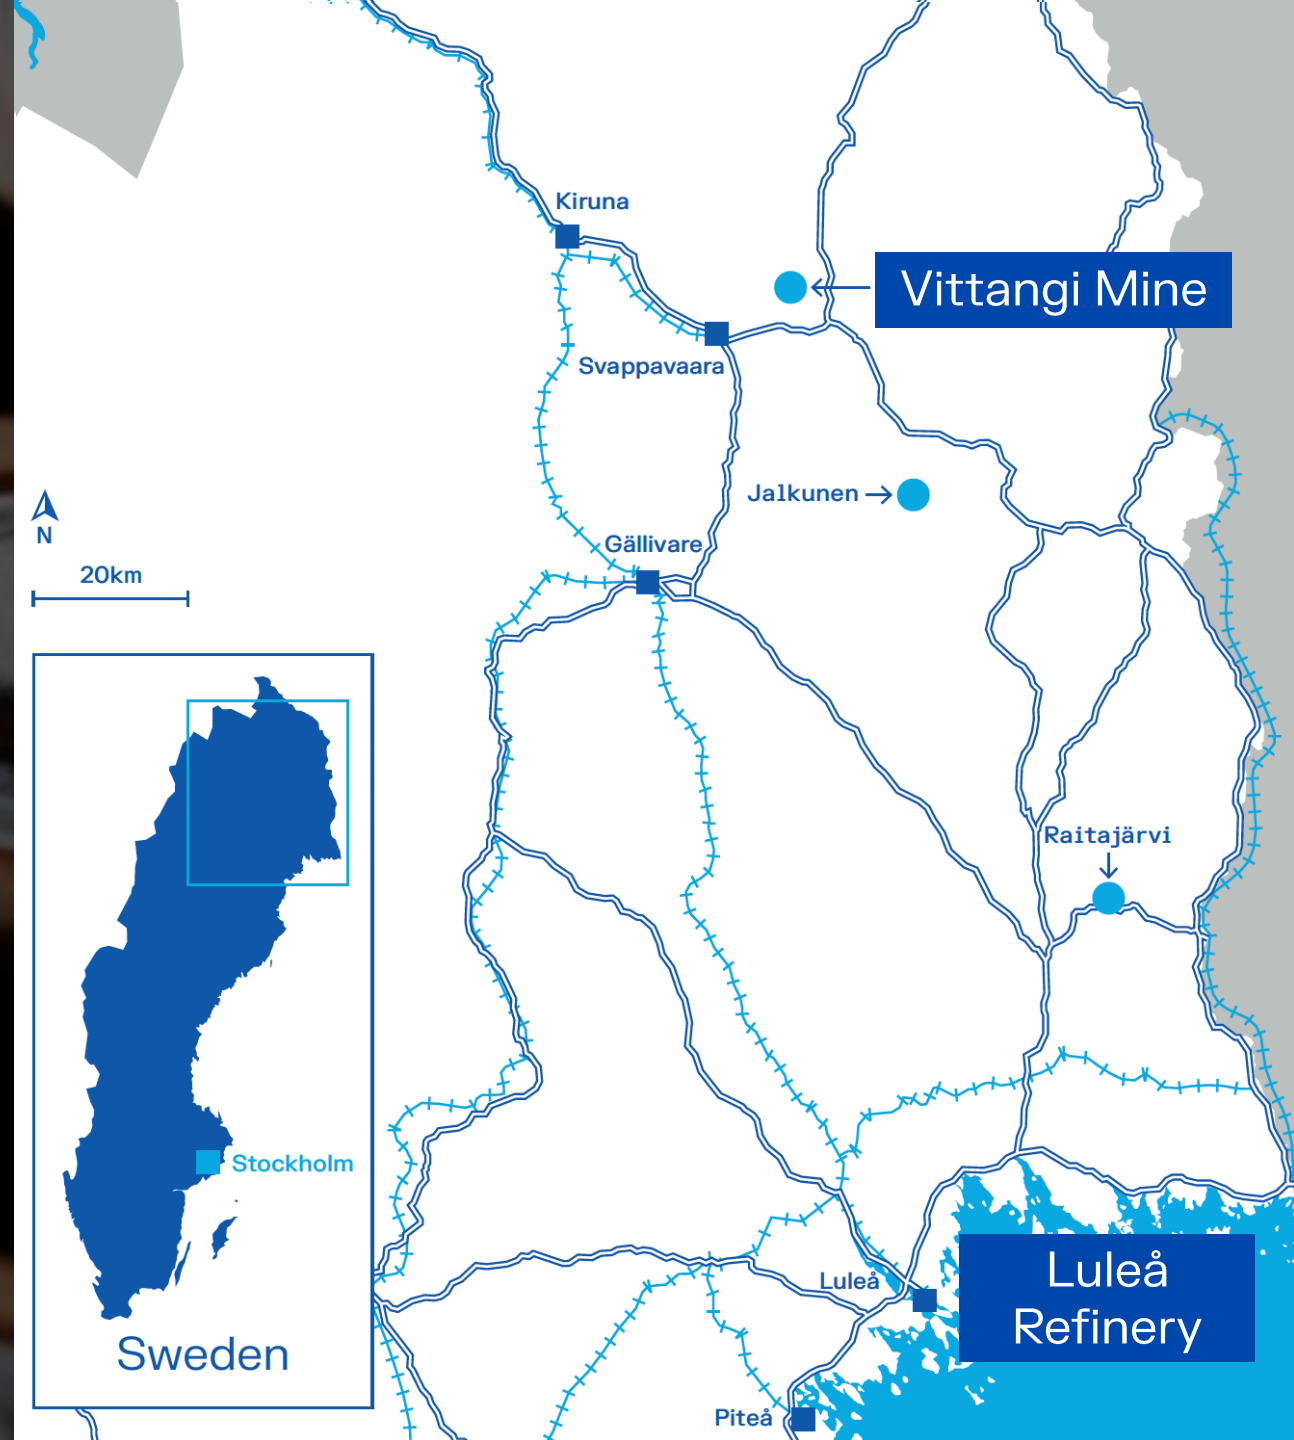 Kiruna
Vittangi Mine
Svappavaara
Jalkunen
N
Gällivare
20km
Raitajärvi
Stockholm
Luleå
Luleå
Refinery
Sweden
Piteå